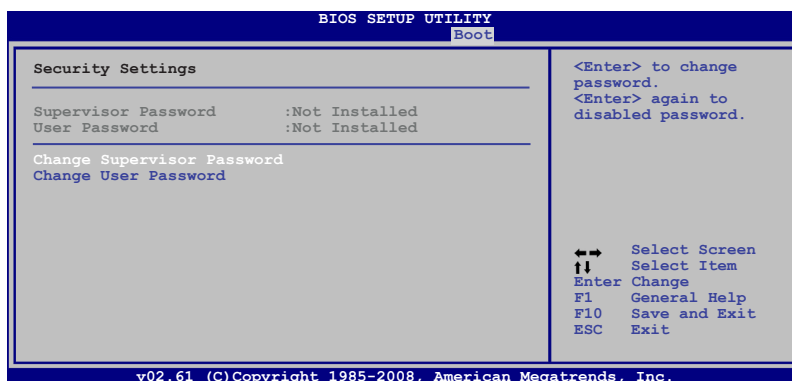 BIOS SETUP UTILITY
Boot
Security Settings
Supervisor Password :Not Installed
User Password :Not Installed
Change Supervisor Password
Change User Password
<Enter> to change
password.
<Enter> again to
disabled password.
←→ Select Screen
↑↓ Select Item
Enter Change
F1 General Help
F10 Save and Exit
ESC Exit
v02.61 (C)Copyright 1985-2008, American Megatrends, Inc.